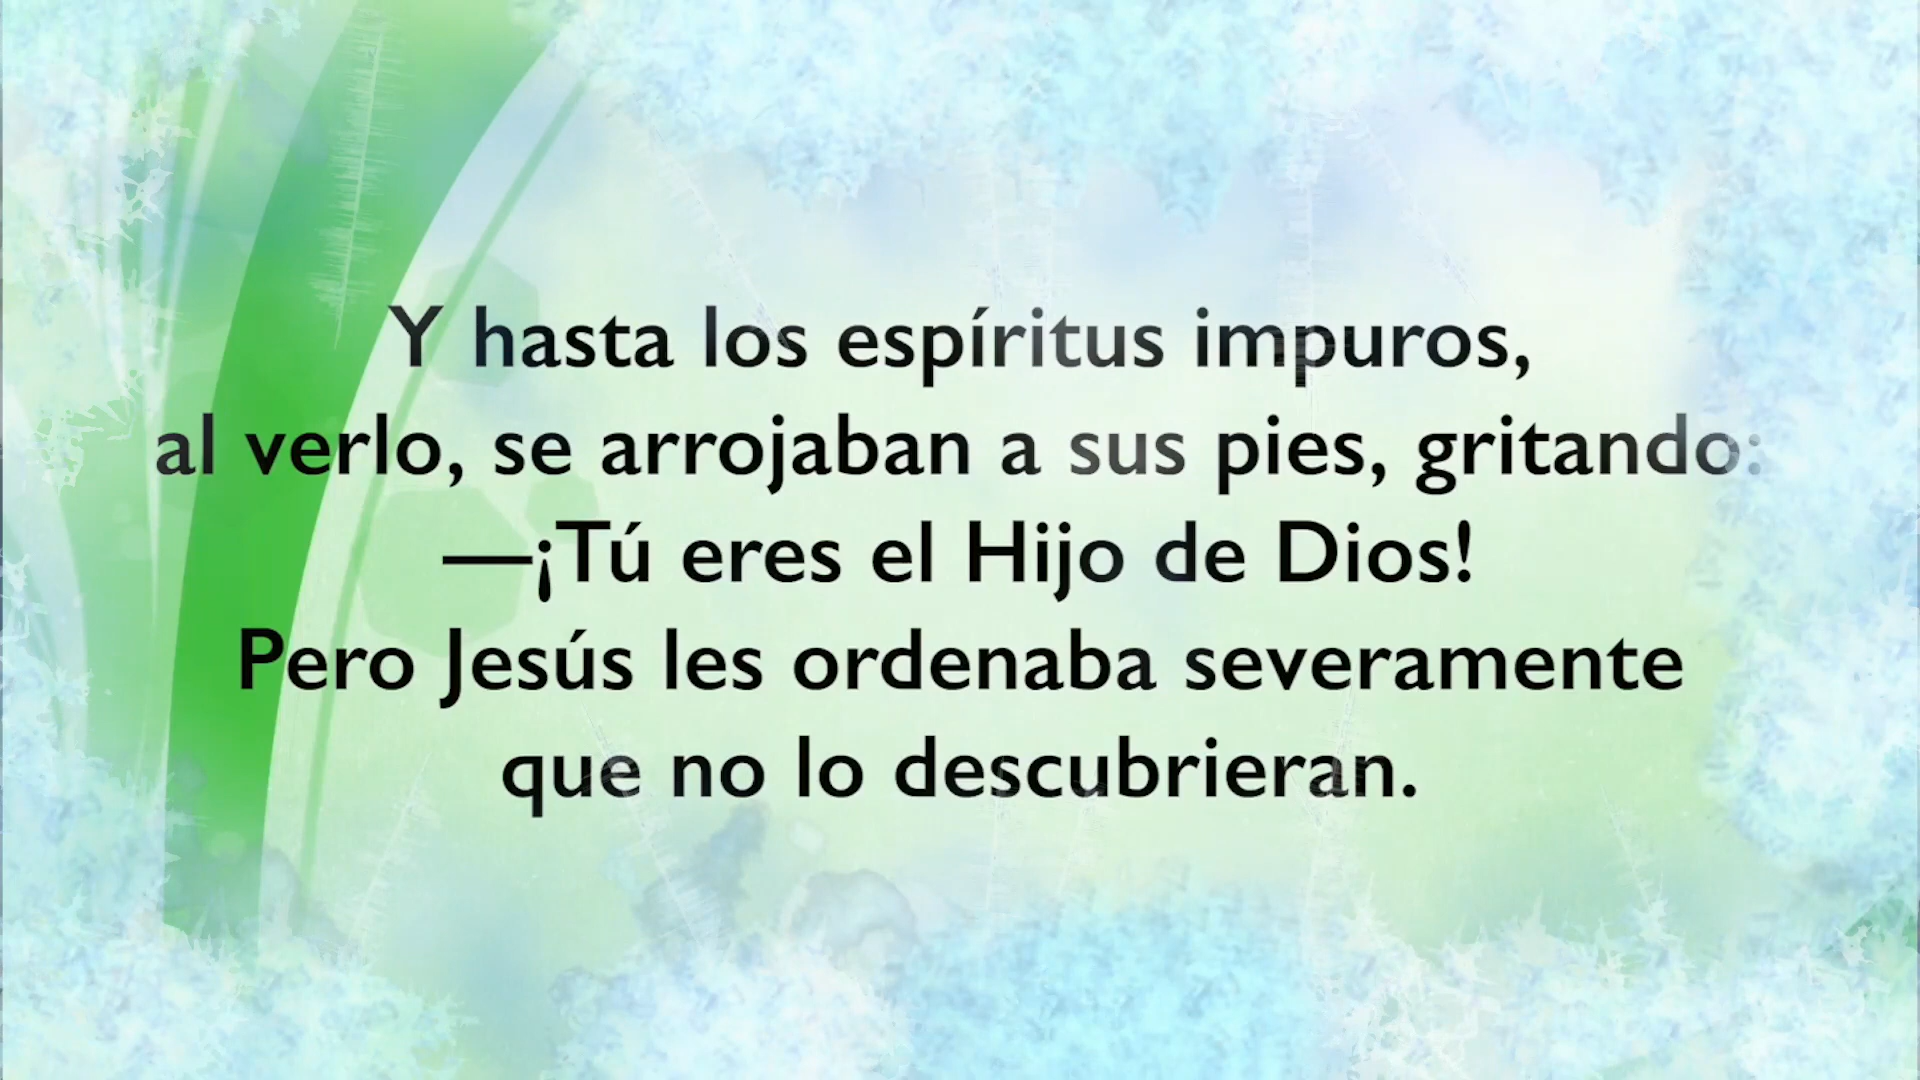 Y hasta los espíritus impuros,
al verlo, se arrojaban a sus pies, gritando:
—¡Tú eres el Hijo de Dios!
Pero Jesús les ordenaba severamente
que no lo descubrieran.